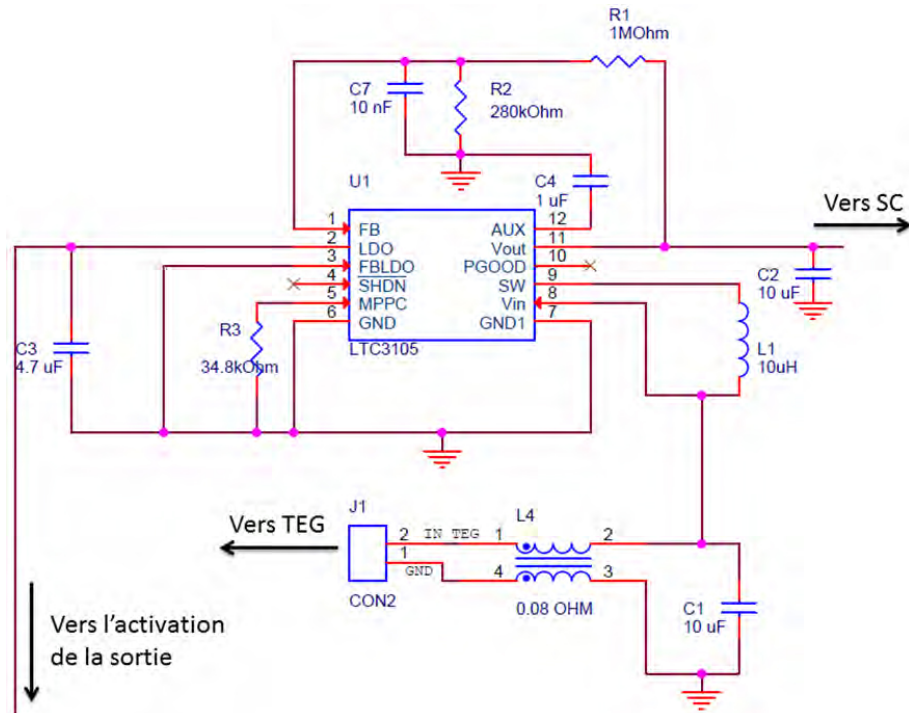 R1
1MOhm
C7
10 nF
R2
280kOhm
U1
C4
1 uF
Vers SC
1 FB
2 LDO
3 FBLDO
4 SHDN
5 MPPC
6 GND
AUX 12
Vout 11
PGOOD 10
SW 9
Vin 8
GND1 7
LTC3105
C2
10 uF
R3
34.8kOhm
C3
4.7 uF
L1
10uH
Vers TEG
J1
2 IN TEG 1
1 GND 4
CON2
L4
2
3
0.08 OHM
C1
10 uF
Vers l'activation
de la sortie